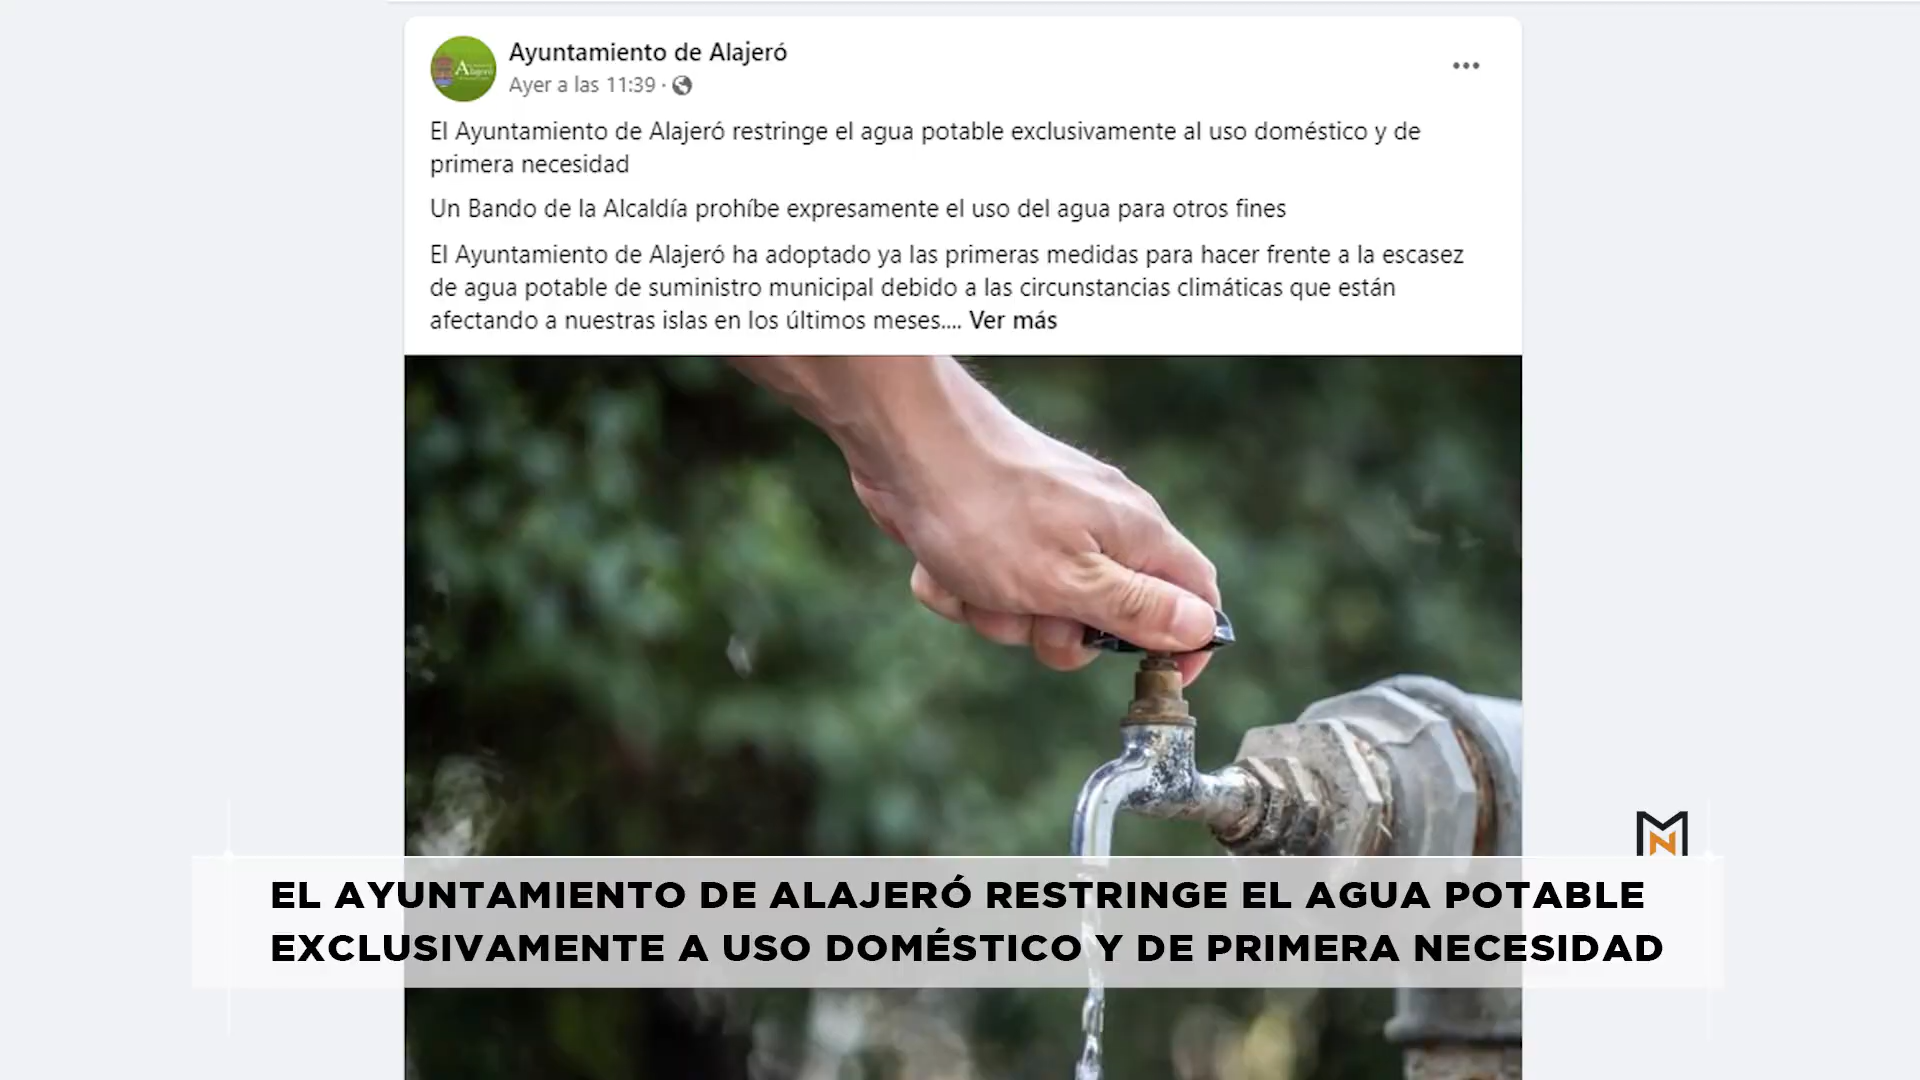 Ayuntamiento de Alajeró
Ayer a las 11:39 ·
El Ayuntamiento de Alajeró restringe el agua potable exclusivamente al uso doméstico y de
primera necesidad
Un Bando de la Alcaldía prohíbe expresamente el uso del agua para otros fines
El Ayuntamiento de Alajeró ha adoptado ya las primeras medidas para hacer frente a la escasez
de agua potable de suministro municipal debido a las circunstancias climáticas que están
afectando a nuestras islas en los últimos meses.... Ver más
EL AYUNTAMIENTO DE ALAJERÓ RESTRINGE EL AGUA POTABLE
EXCLUSIVAMENTE A USO DOMÉSTICO Y DE PRIMERA NECESIDAD